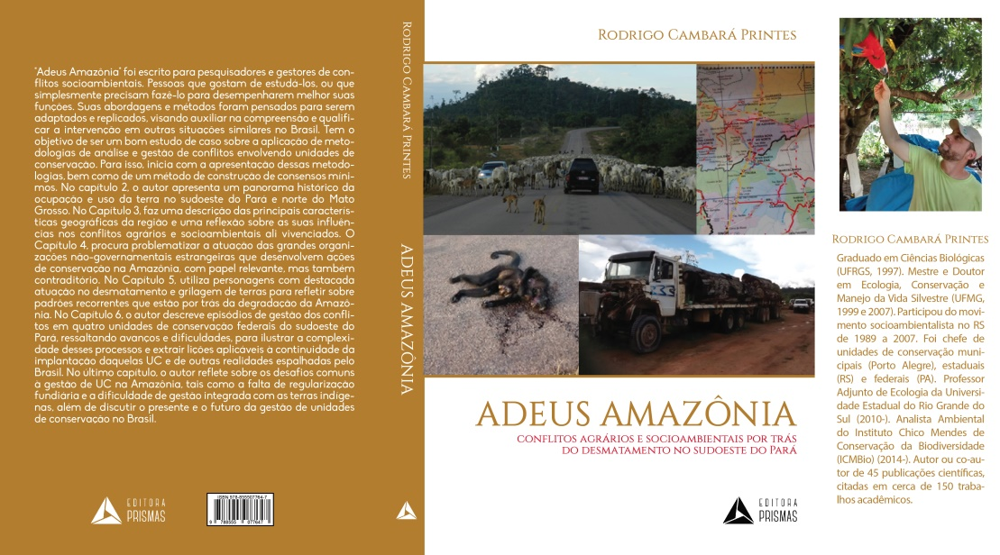 "Adeus Amazônia" foi escrito para pesquisadores e gestores de con-
flitos socioambientais. Pessoas que gostam de estudá-los, ou que
simplesmente precisam fazê-lo para desempenharem melhor suas
funções. Suas abordagens e métodos foram pensados para serem
adaptados e replicados, visando auxiliar na compreensão e qualifi-
car a intervenção em outras situações similares no Brasil. Tem o
objetivo de ser um bom estudo de caso sobre a aplicação de meto-
dologias de análise e gestão de conflitos envolvendo unidades de
conservação. Para isso, inicia com a apresentação dessas metodo-
logias, bem como de um método de construção de consensos míni-
mos. No capítulo 2, o autor apresenta um panorama histórico da
ocupação e uso da terra no sudoeste do Pará e norte do Mato
Grosso. No Capítulo 3, faz uma descrição das principais caracterís-
ticas geográficas da região e uma reflexão sobre as suas influên-
cias nos conflitos agrários e socioambientais ali vivenciados. O
Capítulo 4, procura problematizar a atuação das grandes organi-
zações não-governamentais estrangeiras que desenvolvem ações
de conservação na Amazônia, com papel relevante, mas também
contraditório. No Capítulo 5, utiliza personagens com destacada
atuação no desmatamento e grilagem de terras para refletir sobre
padrões recorrentes que estão por trás da degradação da Amazô-
nia. No Capítulo 6, o autor descreve episódios de gestão dos confli-
tos em quatro unidades de conservação federais do sudoeste do
Pará, ressaltando avanços e dificuldades, para ilustrar a complexi-
dade desses processos e extrair lições aplicáveis à continuidade da
implantação daquelas UC e de outras realidades espalhadas pelo
Brasil. No último capítulo, o autor reflete sobre os desafios comuns
à gestão de UC na Amazônia, tais como a falta de regularização
fundiária e a dificuldade de gestão integrada com as terras indíge-
nas, além de discutir o presente e o futuro da gestão de unidades
de conservação no Brasil.
EDITORA
PRISMAS
ISBN 978-855507764-7
9 788555 077647
RODRIGO CAMBARÁ PRINTES
ADEUS AMAZÔNIA
RODRIGO CAMBARÁ PRINTES
ADEUS AMAZÔNIA
CONFLITOS AGRÁRIOS E SOCIOAMBIENTAIS POR TRÁS
DO DESMATAMENTO NO SUDOESTE DO PARÁ
EDITORA
PRISMAS
RODRIGO CAMBARÁ PRINTES
Graduado em Ciências Biológicas
(UFRGS, 1997). Mestre e Doutor
em Ecologia, Conservação e
Manejo da Vida Silvestre (UFMG,
1999 e 2007). Participou do movi-
mento socioambientalista no RS
de 1989 a 2007. Foi chefe de
unidades de conservação muni-
cipais (Porto Alegre), estaduais
(RS) e federais (PA). Professor
Adjunto de Ecologia da Universi-
dade Estadual do Rio Grande do
Sul (2010-). Analista Ambiental
do Instituto Chico Mendes de
Conservação da Biodiversidade
(ICMBio) (2014-). Autor ou co-au-
tor de 45 publicações científicas,
citadas em cerca de 150 traba-
lhos acadêmicos.